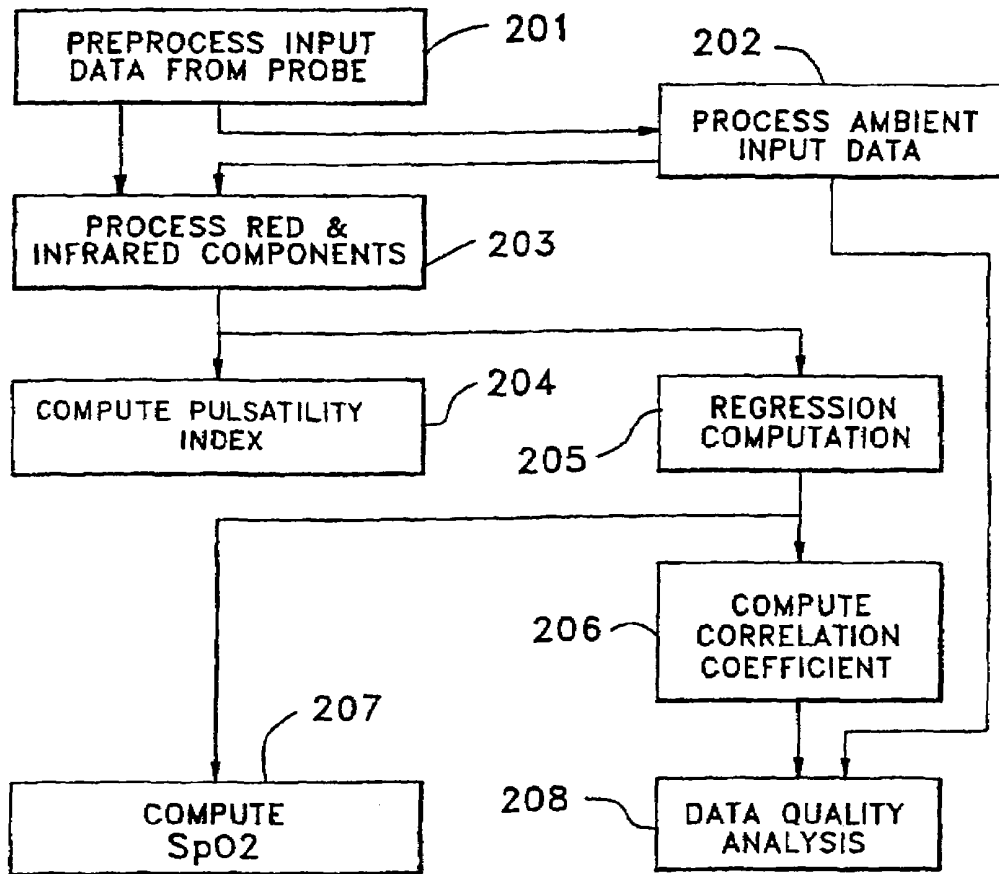 PREPROCESS INPUT
DATA FROM PROBE
201
202
PROCESS AMBIENT
INPUT DATA
PROCESS RED &
INFRARED COMPONENTS
203
COMPUTE PULSATILITY
INDEX
204
REGRESSION
COMPUTATION
205
COMPUTE
CORRELATION
COEFFICIENT
206
207
COMPUTE
SpO2
208
DATA QUALITY
ANALYSIS